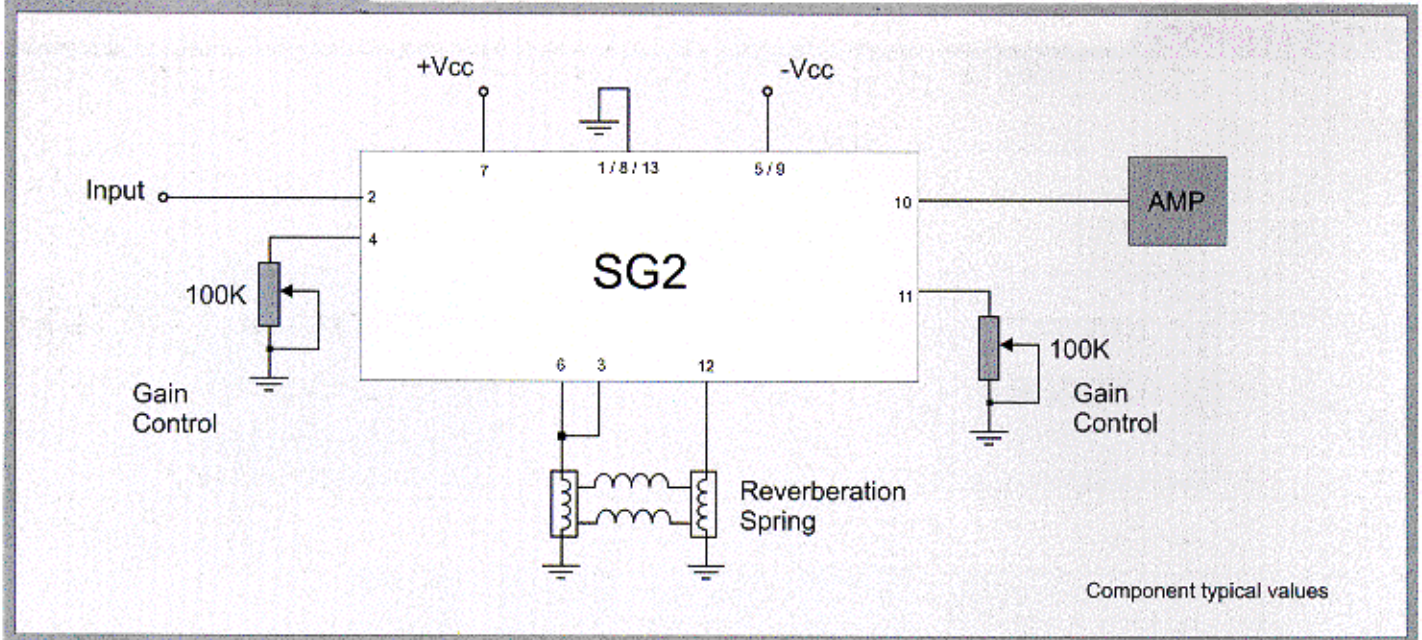 +Vcc
-Vcc
7
1 / 8 / 13
5 / 9
Input
2
10
AMP
4
SG2
100K
11
100K
6
3
12
Gain
Control
Gain
Control
Reverberation
Spring
Component typical values